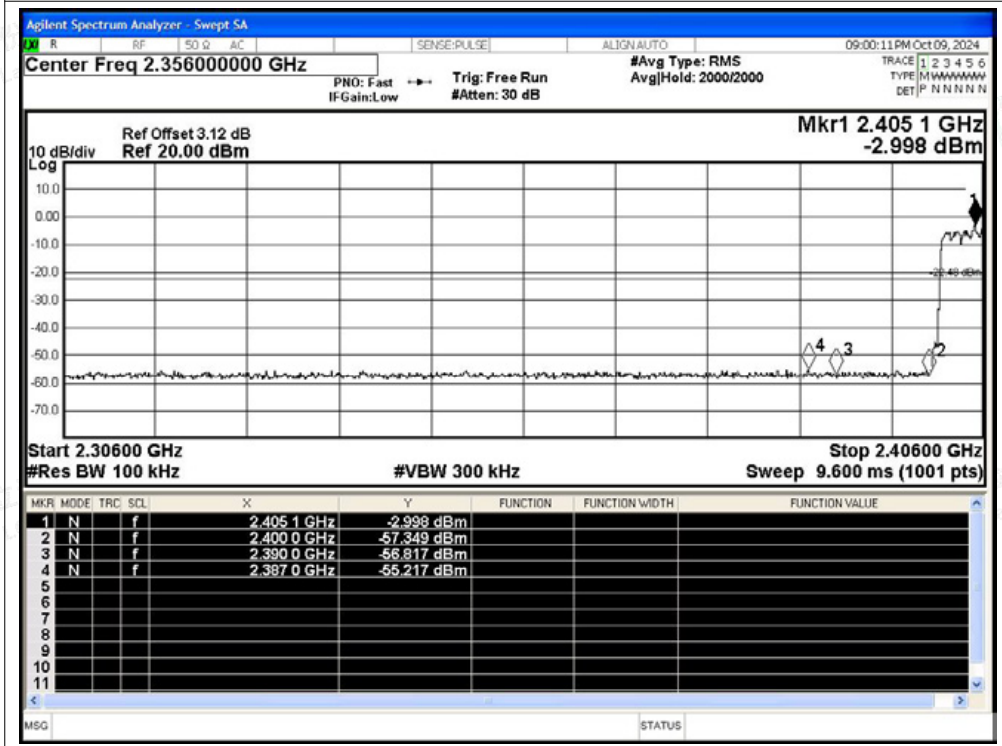 Agilent Spectrum Analyzer - Swept SA
R RF 50 Ω AC SENSE:PULSE ALIGN AUTO 09:00:11 PM Oct 09, 2024
Center Freq 2.356000000 GHz
PNO: Fast
IFGain:Low
Trig: Free Run
#Atten: 30 dB
#Avg Type: RMS
Avg|Hold: 2000/2000
TRACE 1 2 3 4 5 6
TYPE M WWWWW
DET P N N N N N
Mkr1 2.405 1 GHz
-2.998 dBm
Ref Offset 3.12 dB
10 dB/div Ref 20.00 dBm
Log
10.0
0.00
-10.0
-20.0
-30.0
-40.0
-50.0
-60.0
-70.0
1
-22.48 dBm
4
3
2
Start 2.30600 GHz Stop 2.40600 GHz
#Res BW 100 kHz #VBW 300 kHz Sweep 9.600 ms (1001 pts)
MKR MODE TRC SCL X Y FUNCTION FUNCTION WIDTH FUNCTION VALUE
1 N f 2.405 1 GHz -2.998 dBm
2 N f 2.400 0 GHz -57.349 dBm
3 N f 2.390 0 GHz -56.817 dBm
4 N f 2.387 0 GHz -55.217 dBm
5
6
7
8
9
10
11
MSG STATUS